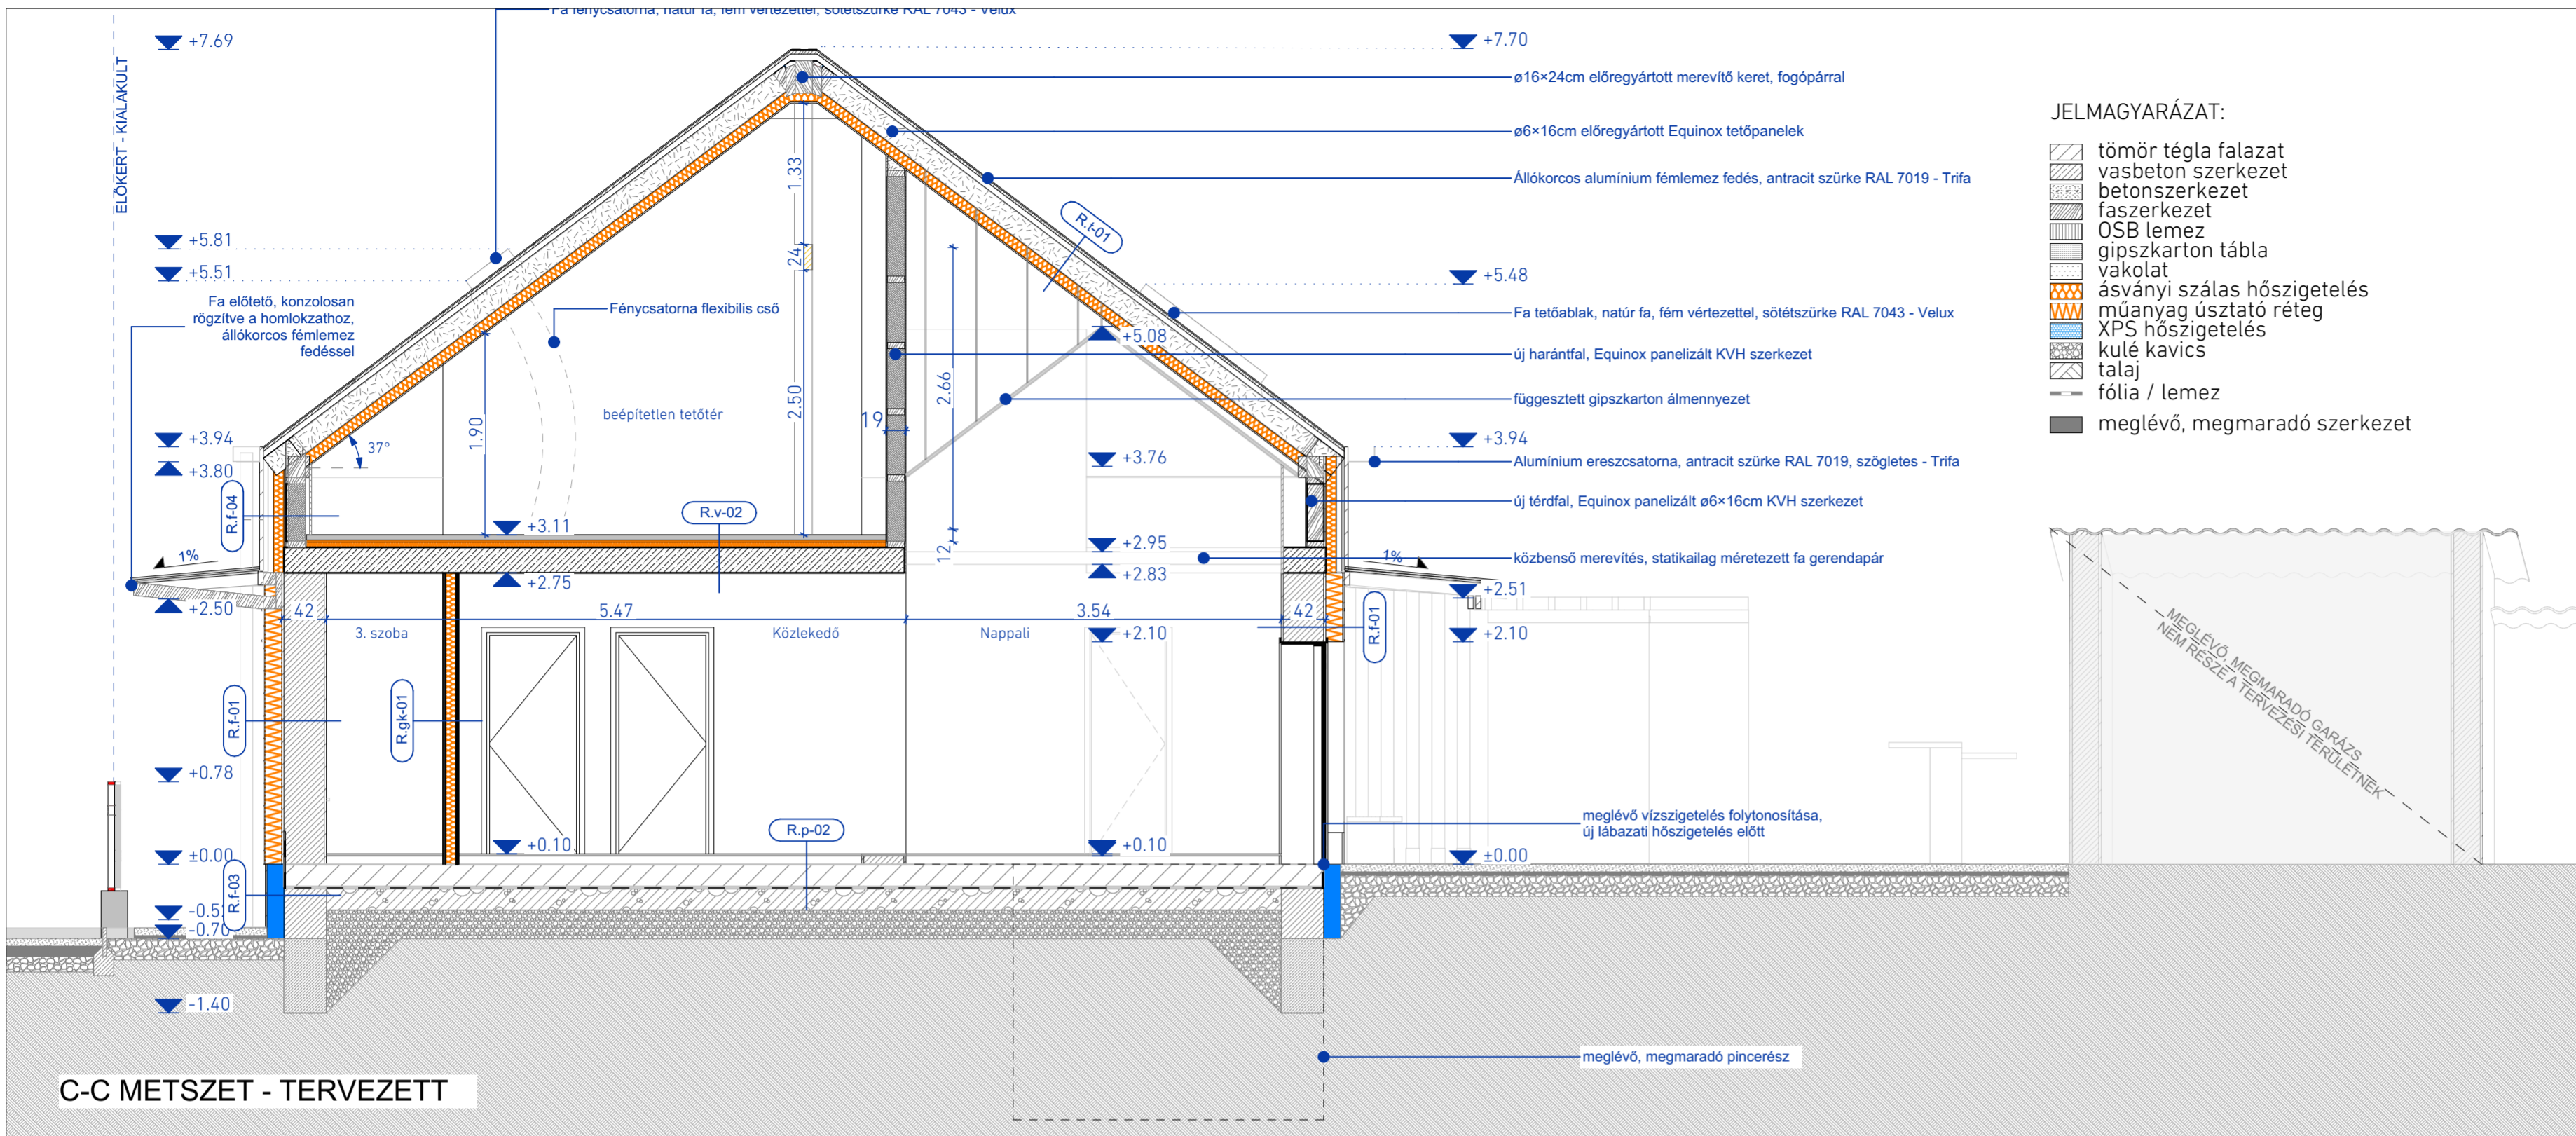 Fa fénycsatorna, natúr fa, fém vértezettel, sötétszürke RAL 7043 - Velux
+7.69
+7.70
ELŐKERT - KIALAKULT
ø16×24cm előregyártott merevítő keret, fogópárral
ø6×16cm előregyártott Equinox tetőpanelek
Állókorcos alumínium fémlemez fedés, antracit szürke RAL 7019 - Trifa
JELMAGYARÁZAT:
tömör tégla falazat
vasbeton szerkezet
betonszerkezet
faszerkezet
OSB lemez
gipszkarton tábla
vakolat
ásványi szálas hőszigetelés
műanyag úsztató réteg
XPS hőszigetelés
kulé kavics
talaj
fólia / lemez
meglévő, megmaradó szerkezet
1.33
R.t-01
+5.81
24
+5.51
+5.48
Fa előtető, konzolosan
rögzítve a homlokzathoz,
állókorcos fémlemez
fedéssel
Fénycsatorna flexibilis cső
Fa tetőablak, natúr fa, fém vértezettel, sötétszürke RAL 7043 - Velux
+5.08
új harántfal, Equinox panelizált KVH szerkezet
2.66
függesztett gipszkarton álmennyezet
1.90
beépítetlen tetőtér
2.50
19
37°
+3.94
+3.94
+3.80
+3.76
Alumínium ereszcsatorna, antracit szürke RAL 7019, szögletes - Trifa
R.f-04
új térdfal, Equinox panelizált ø6×16cm KVH szerkezet
R.v-02
+3.11
12
+2.95
1%
1%
közbenső merevítés, statikailag méretezett fa gerendapár
+2.75
+2.83
+2.50
+2.51
42
5.47
3.54
42
3. szoba
Közlekedő
Nappali
+2.10
+2.10
R.f-01
MEGLÉVŐ, MEGMARADÓ GARÁZS
NEM RÉSZE A TERVEZÉSI TERÜLETNEK
R.f-01
R.gk-01
+0.78
meglévő vízszigetelés folytonosítása,
új lábazati hőszigetelés előtt
R.p-02
+0.10
+0.10
±0.00
±0.00
R.f-03
-0.5
-0.70
-1.40
meglévő, megmaradó pincerész
C-C METSZET - TERVEZETT